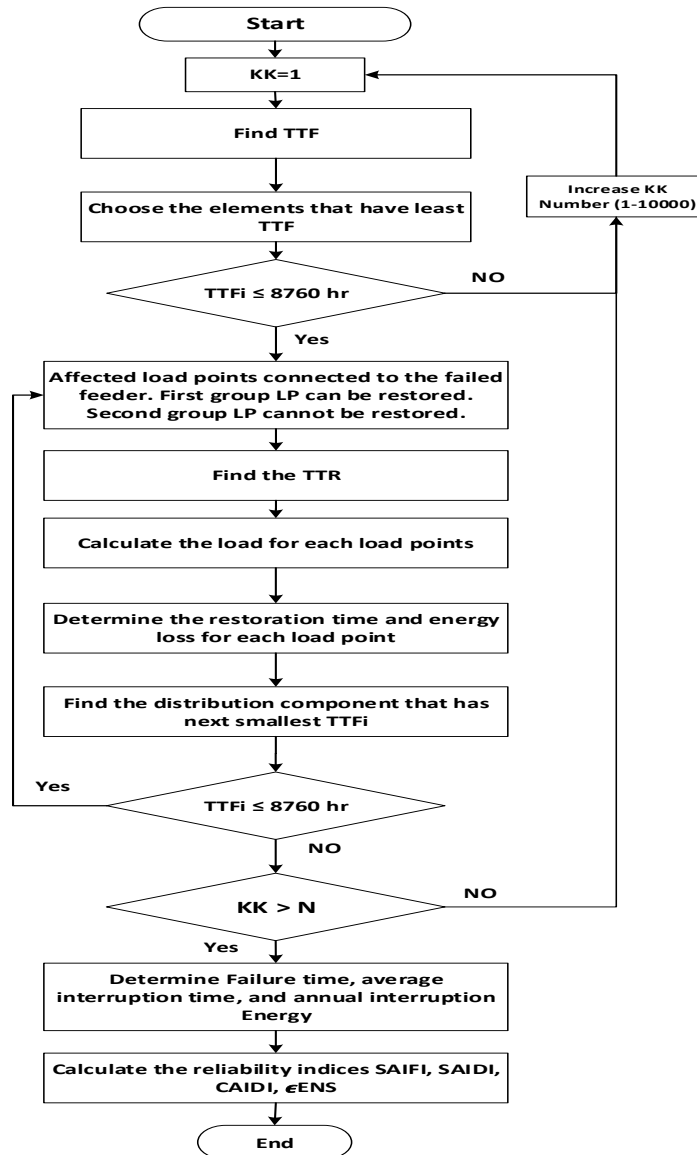 Start
KK=1
Find TTF
Increase KK
Number (1-10000)
Choose the elements that have least
TTF
TTFi ≤ 8760 hr
NO
Yes
Affected load points connected to the failed
feeder. First group LP can be restored.
Second group LP cannot be restored.
Find the TTR
Calculate the load for each load points
Determine the restoration time and energy
loss for each load point
Find the distribution component that has
next smallest TTFi
Yes
TTFi ≤ 8760 hr
NO
KK > N
NO
Yes
Determine Failure time, average
interruption time, and annual interruption
Energy
Calculate the reliability indices SAIFI, SAIDI,
CAIDI, ϵENS
End